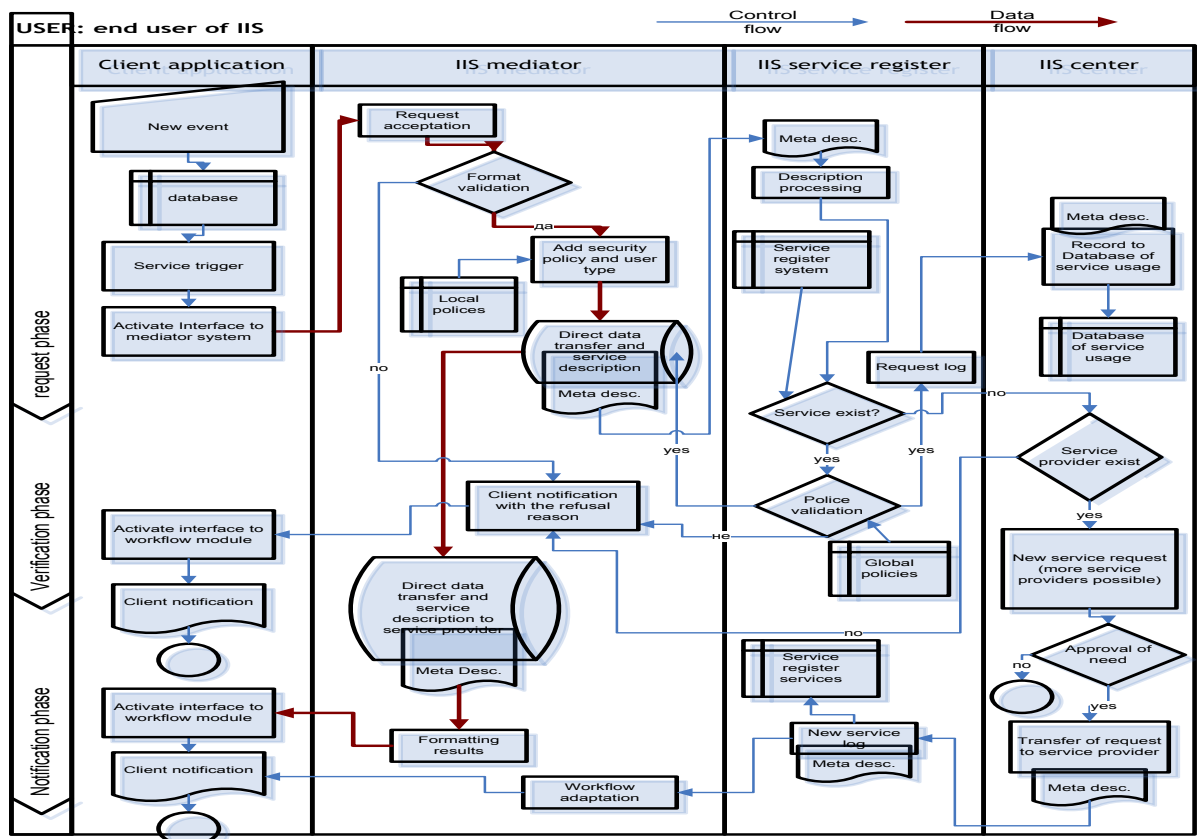 USER: end user of IIS
Control
flow
Data
flow
Client application
IIS mediator
IIS service register
IIS center
request phase
Verification phase
Notification phase
New event
database
Service trigger
Activate Interface to
mediator system
Activate interface to
workflow module
Client notification
Activate interface to
workflow module
Client notification
Request
acceptation
Format
validation
да
no
Add security
policy and user
type
Local
polices
Direct data
transfer and
service
description
Meta desc.
Client notification
with the refusal
reason
Direct data
transfer and
service
description to
service provider
Meta Desc.
Formatting
results
Workflow
adaptation
Meta desc.
Description
processing
Service
register
system
Request log
Service exist?
no
yes
yes
Police
validation
не
Global
policies
no
Service
register
services
New service
log
Meta desc.
Meta desc.
Record to
Database of
service usage
Database
of service
usage
Service
provider exist
yes
New service request
(more service
providers possible)
Approval of
need
no
yes
Transfer of request
to service provider
Meta desc.